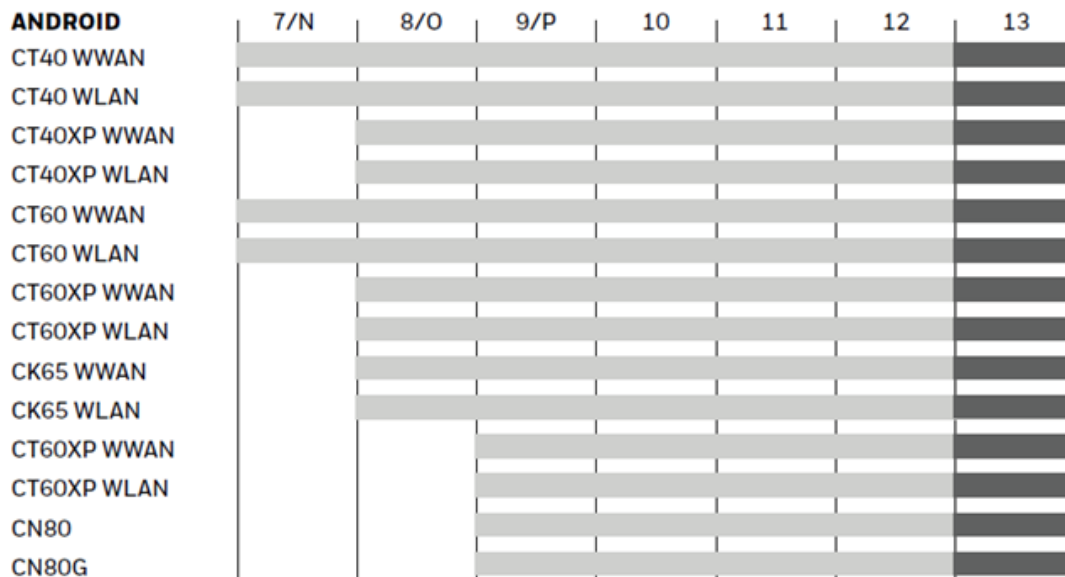 ANDROID 7/N 8/O 9/P 10 11 12 13
CT40 WWAN
CT40 WLAN
CT40XP WWAN
CT40XP WLAN
CT60 WWAN
CT60 WLAN
CT60XP WWAN
CT60XP WLAN
CK65 WWAN
CK65 WLAN
CT60XP WWAN
CT60XP WLAN
CN80
CN80G